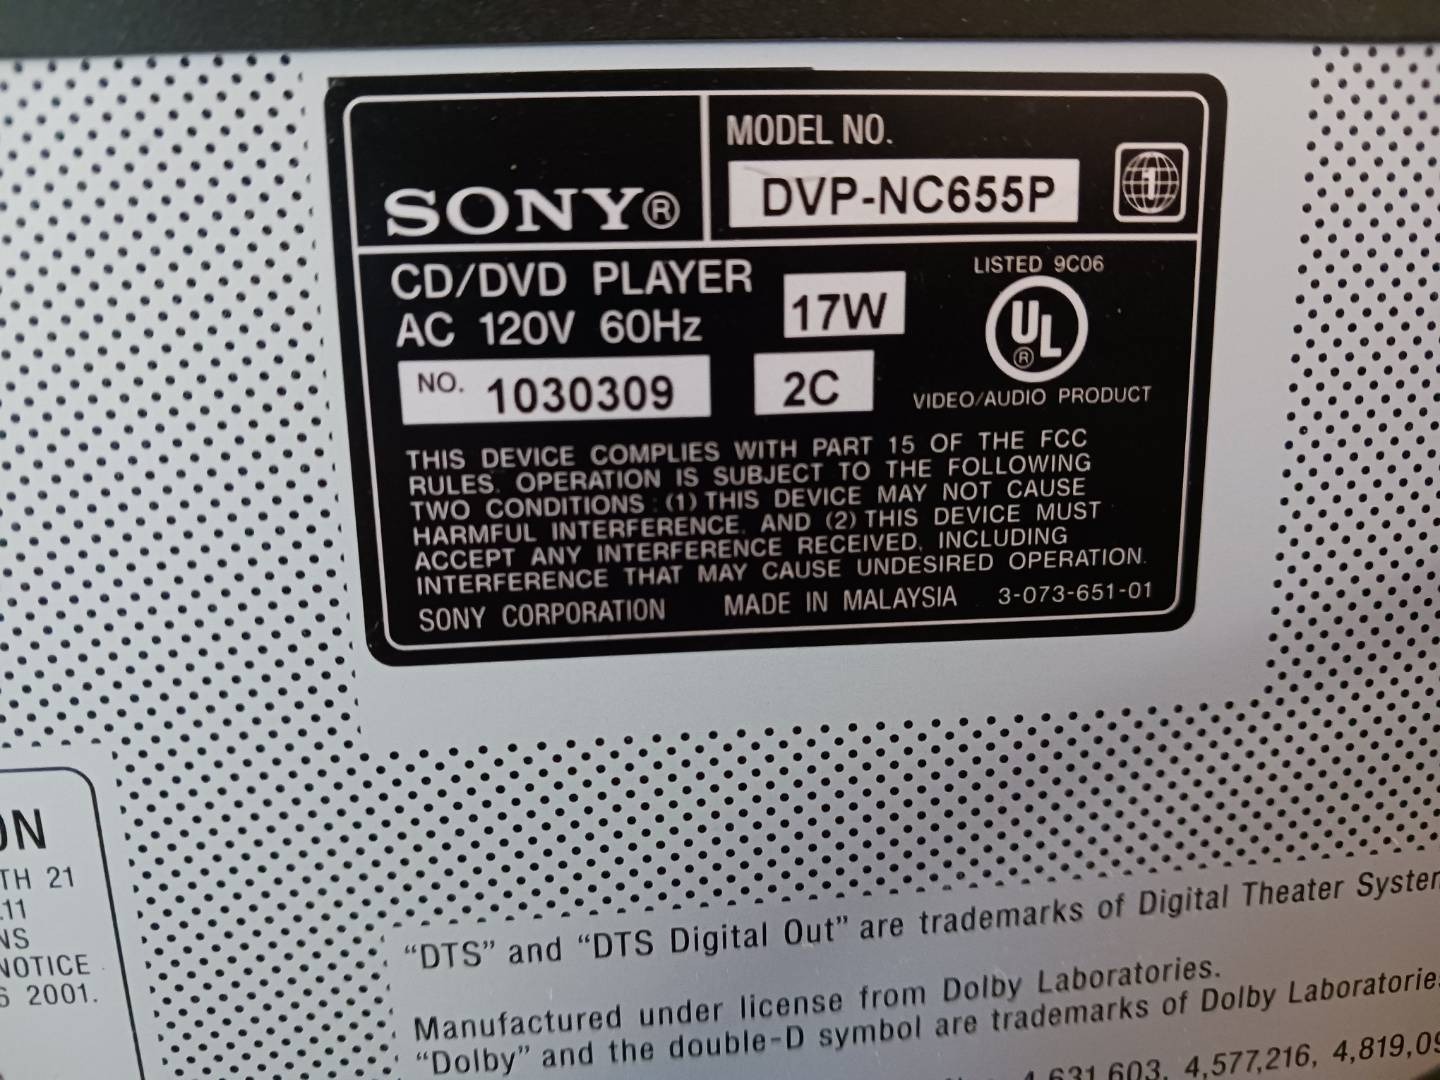 SONY®
MODEL NO.
DVP-NC655P
1
CD/DVD PLAYER
AC 120V 60Hz
17W
LISTED 9C06
UL®
NO. 1030309
2C
VIDEO/AUDIO PRODUCT
THIS DEVICE COMPLIES WITH PART 15 OF THE FCC
RULES. OPERATION IS SUBJECT TO THE FOLLOWING
TWO CONDITIONS : (1) THIS DEVICE MAY NOT CAUSE
HARMFUL INTERFERENCE, AND (2) THIS DEVICE MUST
ACCEPT ANY INTERFERENCE RECEIVED, INCLUDING
INTERFERENCE THAT MAY CAUSE UNDESIRED OPERATION.
SONY CORPORATION MADE IN MALAYSIA 3-073-651-01
ON
TH 21
.11
NS
NOTICE
6 2001.
“DTS” and “DTS Digital Out” are trademarks of Digital Theater
Manufactured under license from Dolby Laboratories.
“Dolby” and the double-D symbol are trademarks of Dolby Laboratories
4,577,216,